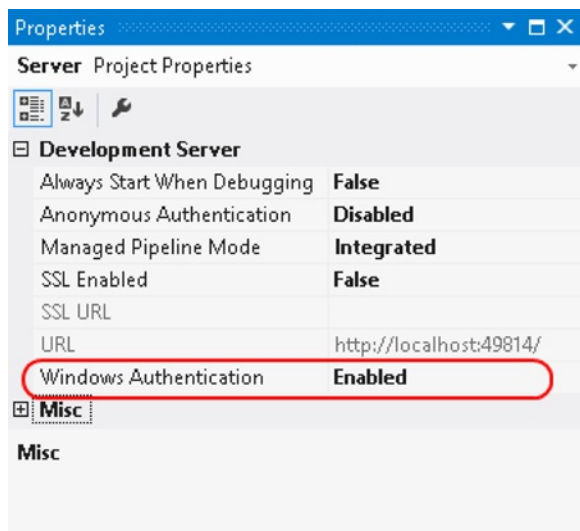 Properties
Server Project Properties
Development Server
Always Start When Debugging False
Anonymous Authentication Disabled
Managed Pipeline Mode Integrated
SSL Enabled False
SSL URL
URL http://localhost:49814/
Windows Authentication Enabled
Misc
Misc